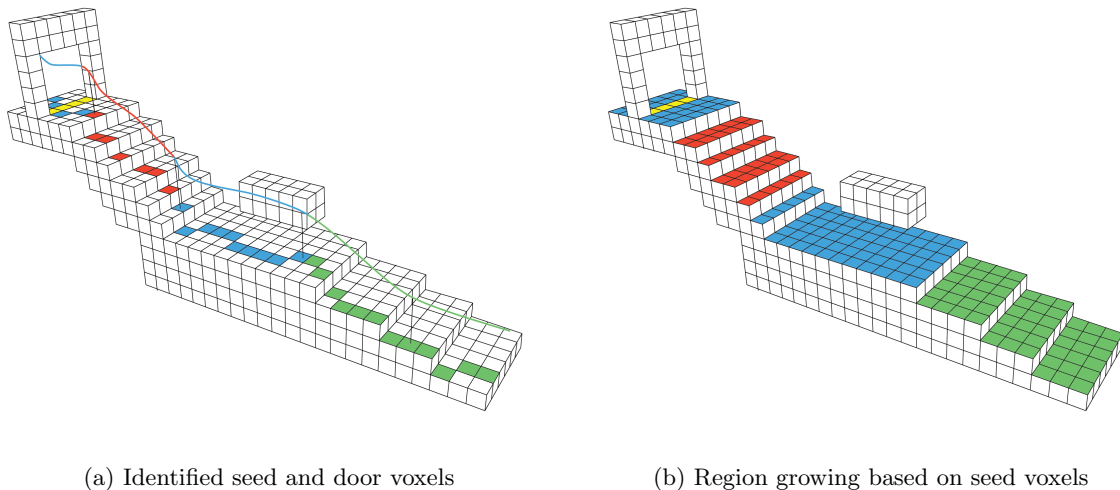 (a) Identified seed and door voxels
(b) Region growing based on seed voxels